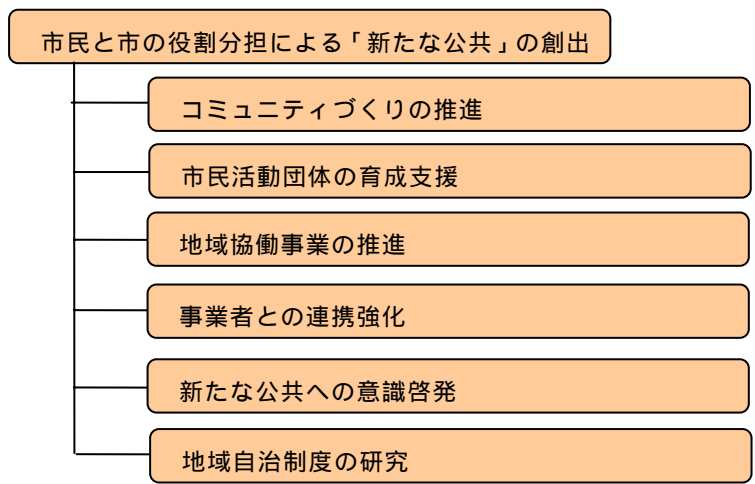 市民と市の役割分担による「新たな公共」の創出
コミュニティづくりの推進
市民活動団体の育成支援
地域協働事業の推進
事業者との連携強化
新たな公共への意識啓発
地域自治制度の研究